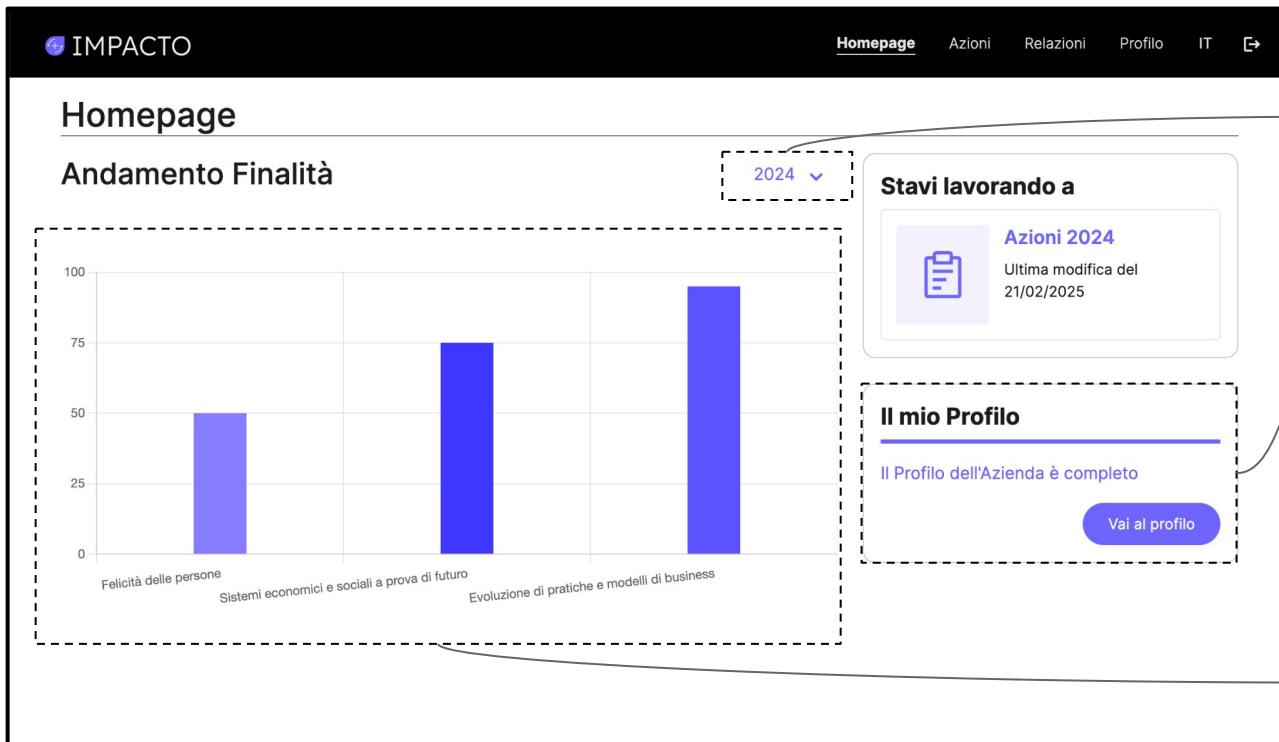 IMPACTO
Homepage Azioni Relazioni Profilo IT
Homepage
Andamento Finalità
2024
100
75
50
25
0
Felicità delle persone
Sistemi economici e sociali a prova di futuro
Evoluzione di pratiche e modelli di business
Stavi lavorando a
Azioni 2024
Ultima modifica del
21/02/2025
Il mio Profilo
Il Profilo dell'Azienda è completo
Vai al profilo